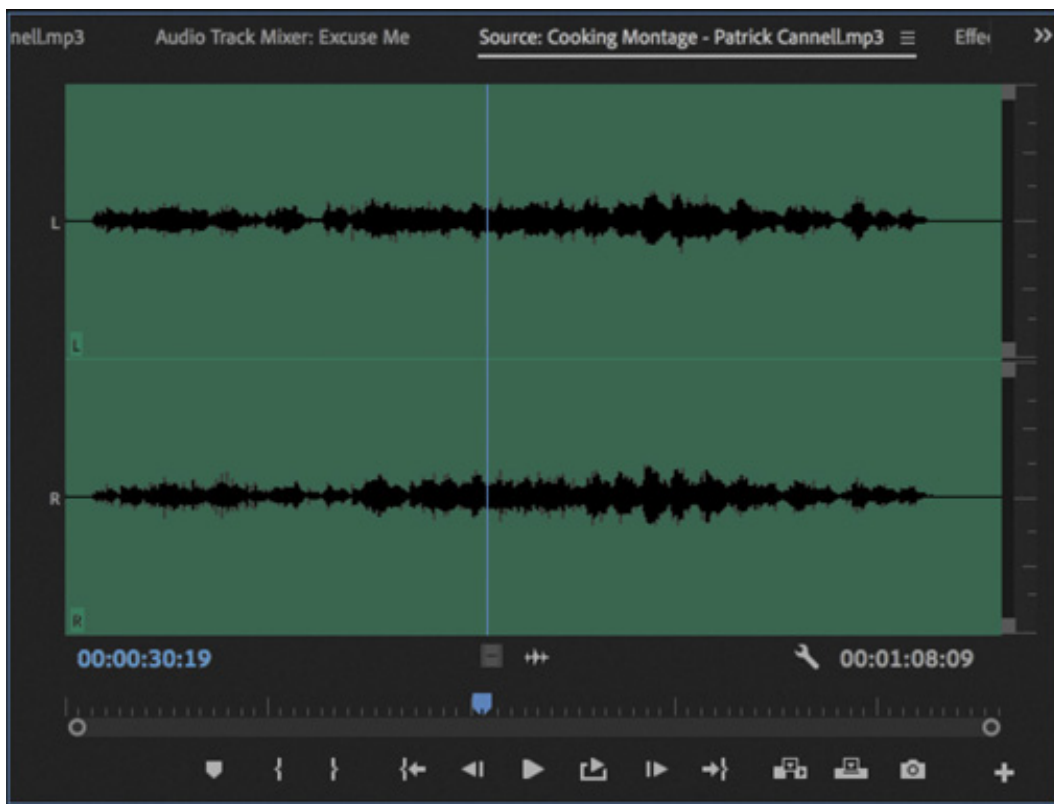 nell.mp3 Audio Track Mixer: Excuse Me Source: Cooking Montage - Patrick Cannell.mp3 Effe
L
L
R
R
00:00:30:19 00:01:08:09